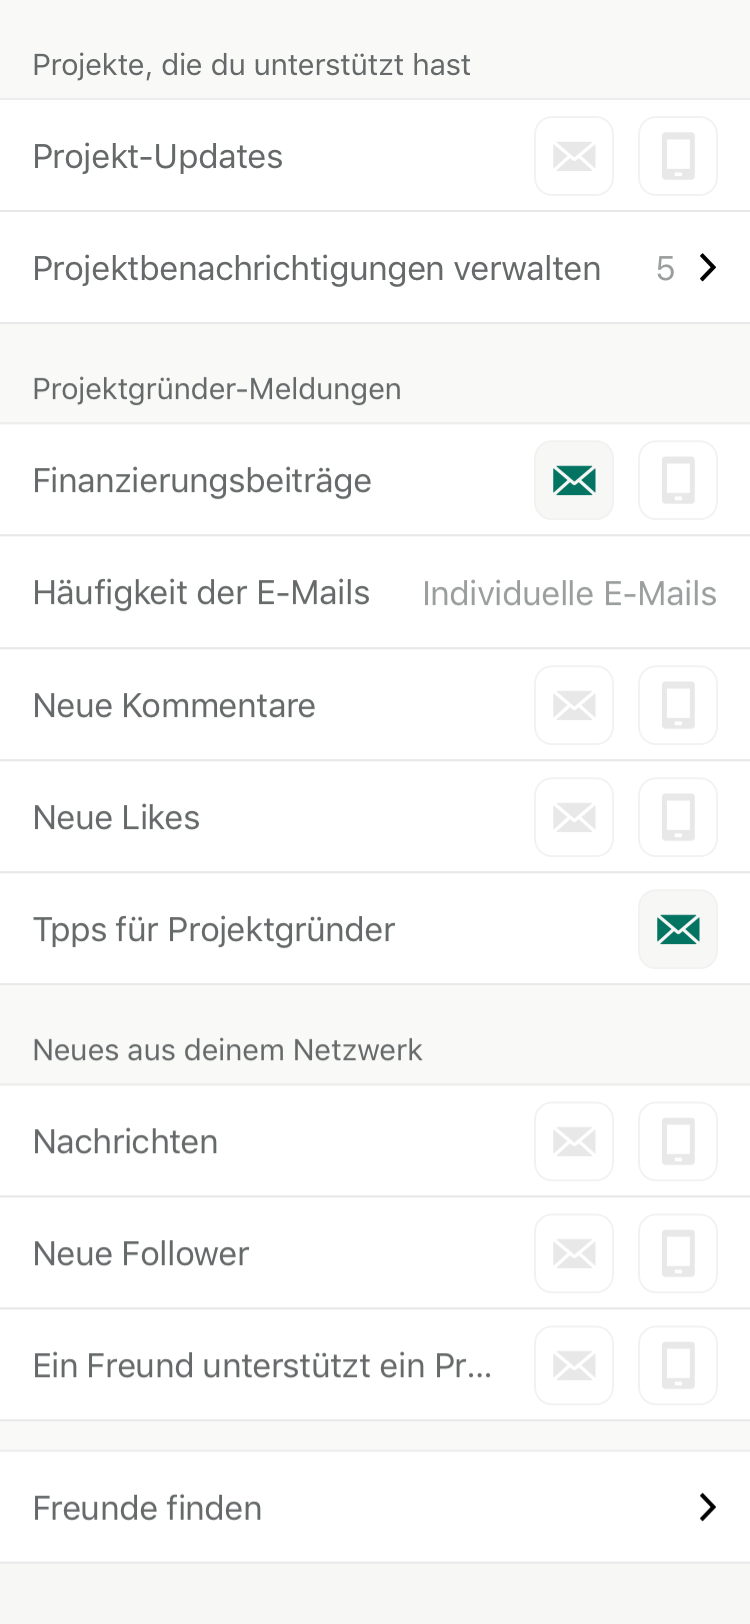 Projekte, die du unterstützt hast
Projekt-Updates
Projektbenachrichtigungen verwalten 5
Projektgründer-Meldungen
Finanzierungsbeiträge
Häufigkeit der E-Mails Individuelle E-Mails
Neue Kommentare
Neue Likes
Tpps für Projektgründer
Neues aus deinem Netzwerk
Nachrichten
Neue Follower
Ein Freund unterstützt ein Pr...
Freunde finden